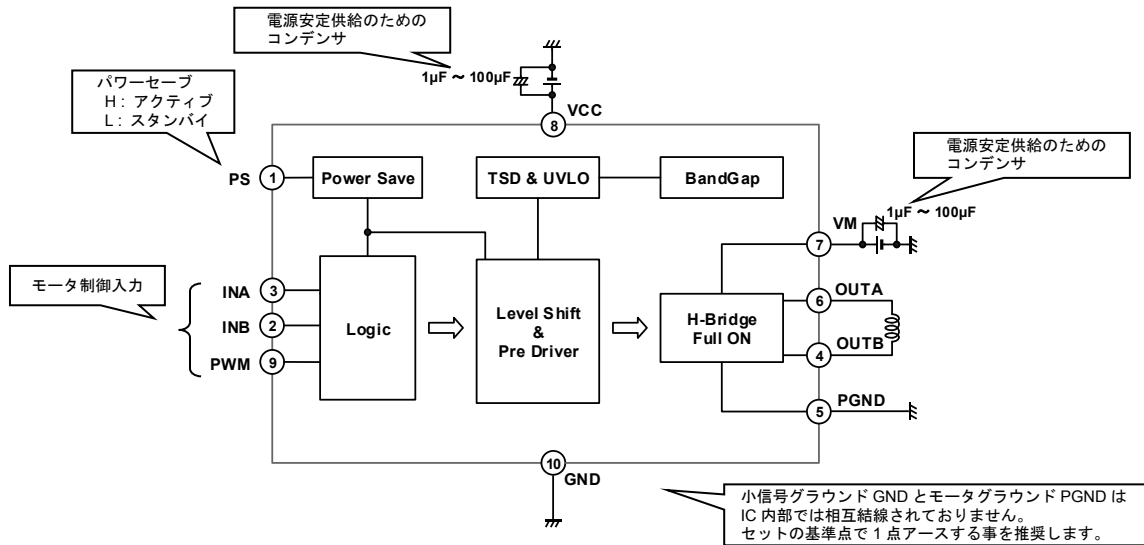 電源安定供給のための
コンデンサ
1μF ～ 100μF
パワーセーブ
H : アクティブ
L : スタンバイ
8
VCC
電源安定供給のための
コンデンサ
PS
1
Power Save
TSD & UVLO
BandGap
1μF ～ 100μF
VM
7
モータ制御入力
INA
3
INB
2
PWM
9
Logic
Level Shift
&
Pre Driver
H-Bridge
Full ON
6
OUTA
4
OUTB
5
PGND
10
GND
小信号グラウンド GND とモータグラウンド PGND は
IC 内部では相互結線されておりません。
セットの基準点で 1 点アースする事を推奨します。